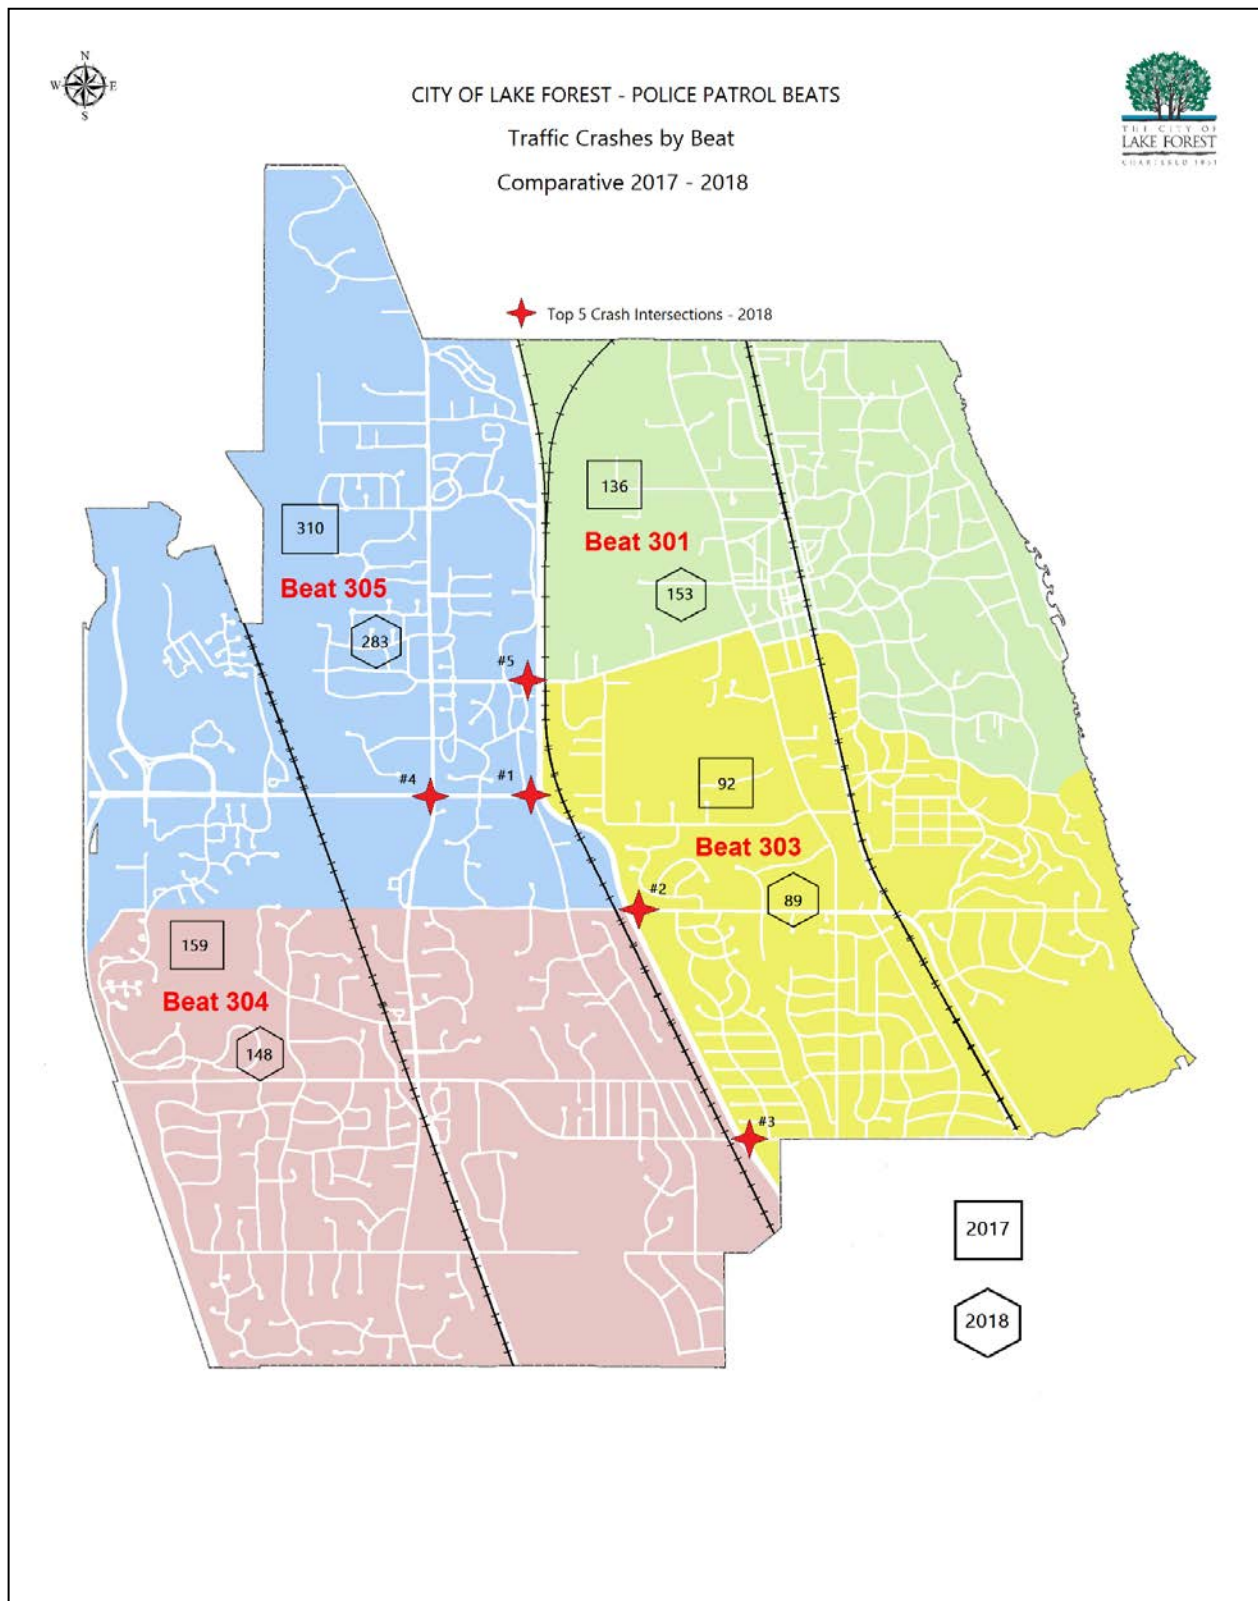 N
W E
S
CITY OF LAKE FOREST - POLICE PATROL BEATS
Traffic Crashes by Beat
Comparative 2017 - 2018
THE CITY OF
LAKE FOREST
CHARTERED 1861
Top 5 Crash Intersections - 2018
136
310
Beat 301
Beat 305
153
283
#5
#4
#1
92
Beat 303
#2
89
159
Beat 304
148
#3
2017
2018